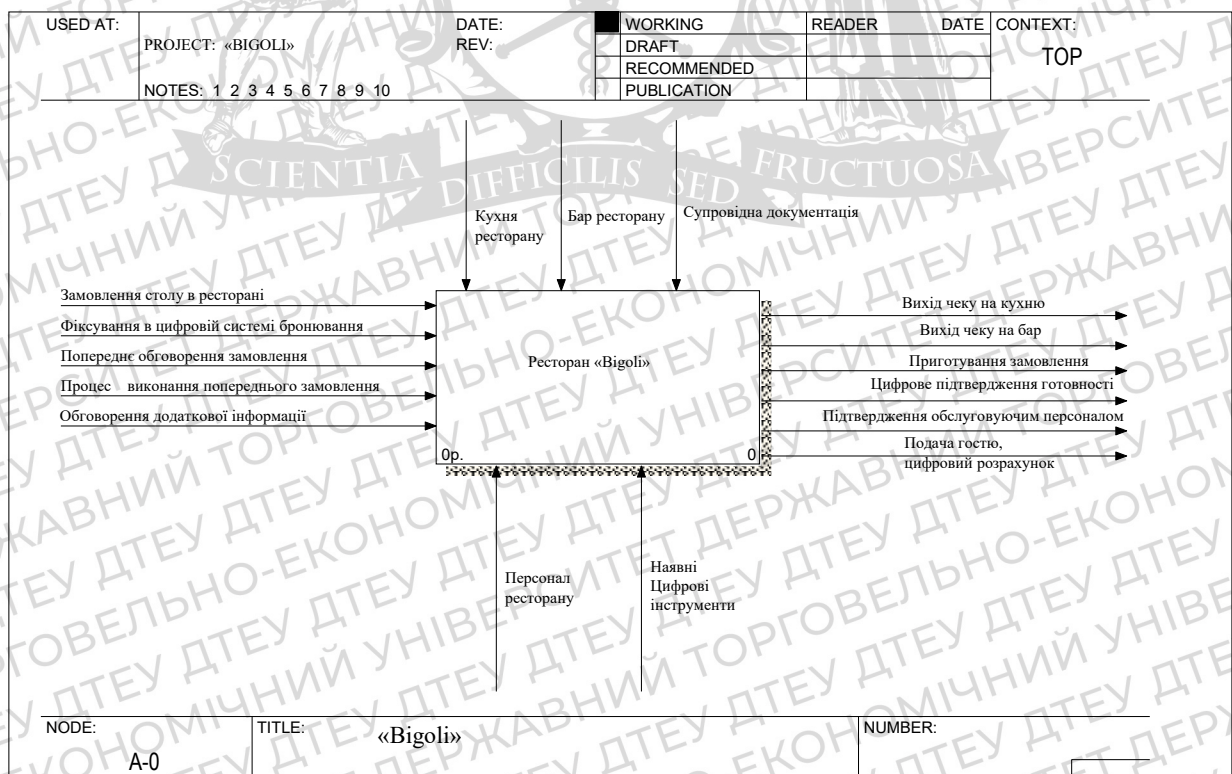 USED AT:
PROJECT: «BIGOLI»
NOTES: 1 2 3 4 5 6 7 8 9 10
DATE:
REV:
WORKING
DRAFT
RECOMMENDED
PUBLICATION
READER DATE
CONTEXT:
TOP
SCIENTIA DIFFICILIS SED FRUCTUOSA
Кухня
ресторану
Бар ресторану
Супровідна документація
Замовлення столу в ресторані
Фіксування в цифровій системі бронювання
Попереднє обговорення замовлення
Процес виконання попереднього замовлення
Обговорення додаткової інформації
Ресторан «Bigoli»
0р.
0
Вихід чеку на кухню
Вихід чеку на бар
Приготування замовлення
Цифрове підтвердження готовності
Підтвердження обслуговуючим персоналом
Подача гостю,
цифровий розрахунок
Персонал
ресторану
Наявні
Цифрові
інструменти
NODE:
A-0
TITLE:
«Bigoli»
NUMBER: